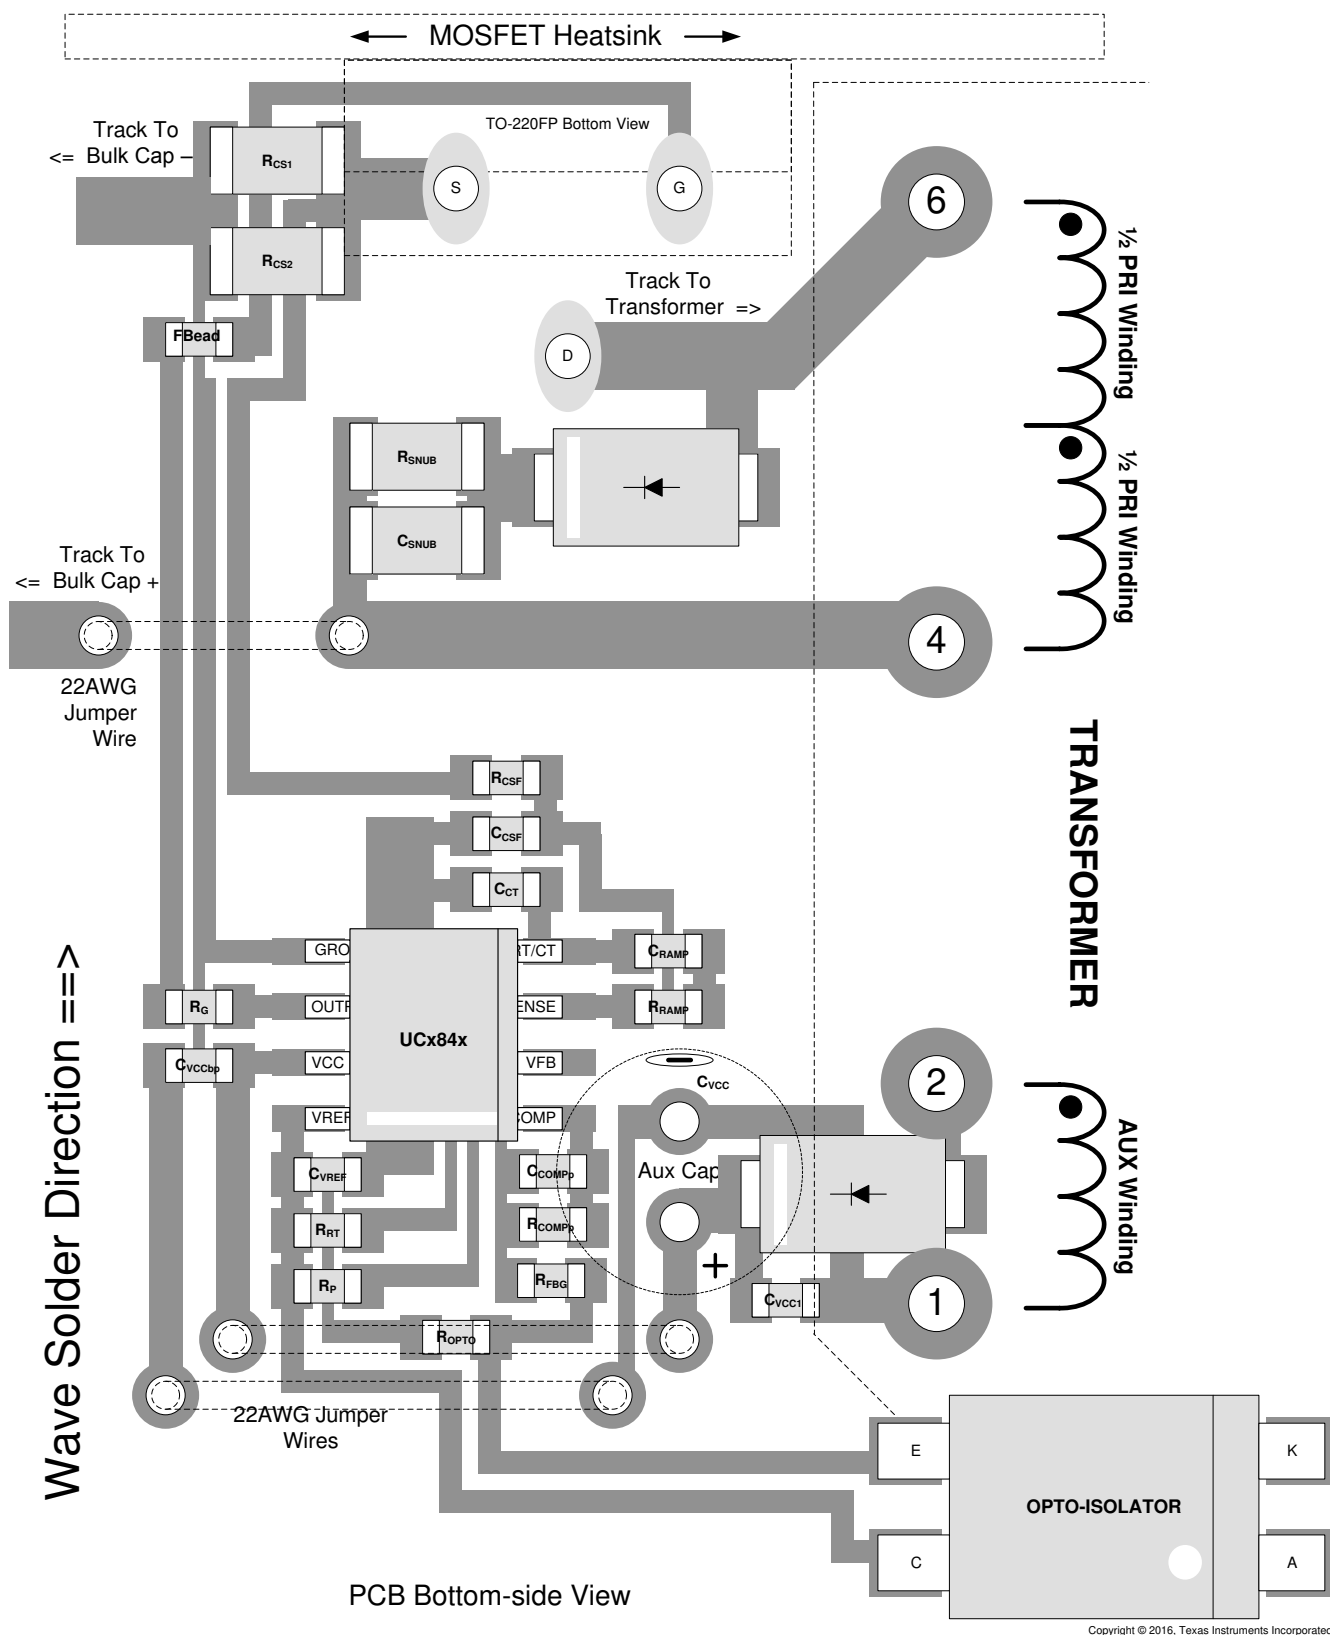 MOSFET Heatsink
Track To
<= Bulk Cap –
TO-220FP Bottom View
RCS1
S
G
6
RCS2
½ PRI Winding
Track To
Transformer =>
FBead
D
RSNUB
½ PRI Winding
CSNUB
Track To
<= Bulk Cap +
4
22AWG
Jumper
Wire
TRANSFORMER
RCSF
CCSF
CCT
GRO
RT/CT
CRAMP
Wave Solder Direction ==>
RG
OUTP
ENSE
RRAMP
UCx84x
CVCCbp
VCC
VFB
–
CVCC
2
VREF
COMP
AUX Winding
CVREF
CCOMPp
Aux Cap
RRT
RCOMPp
+
RP
RFBG
CVCC1
1
ROPTO
22AWG Jumper
Wires
E
K
OPTO-ISOLATOR
C
A
PCB Bottom-side View
Copyright © 2016, Texas Instruments Incorporated